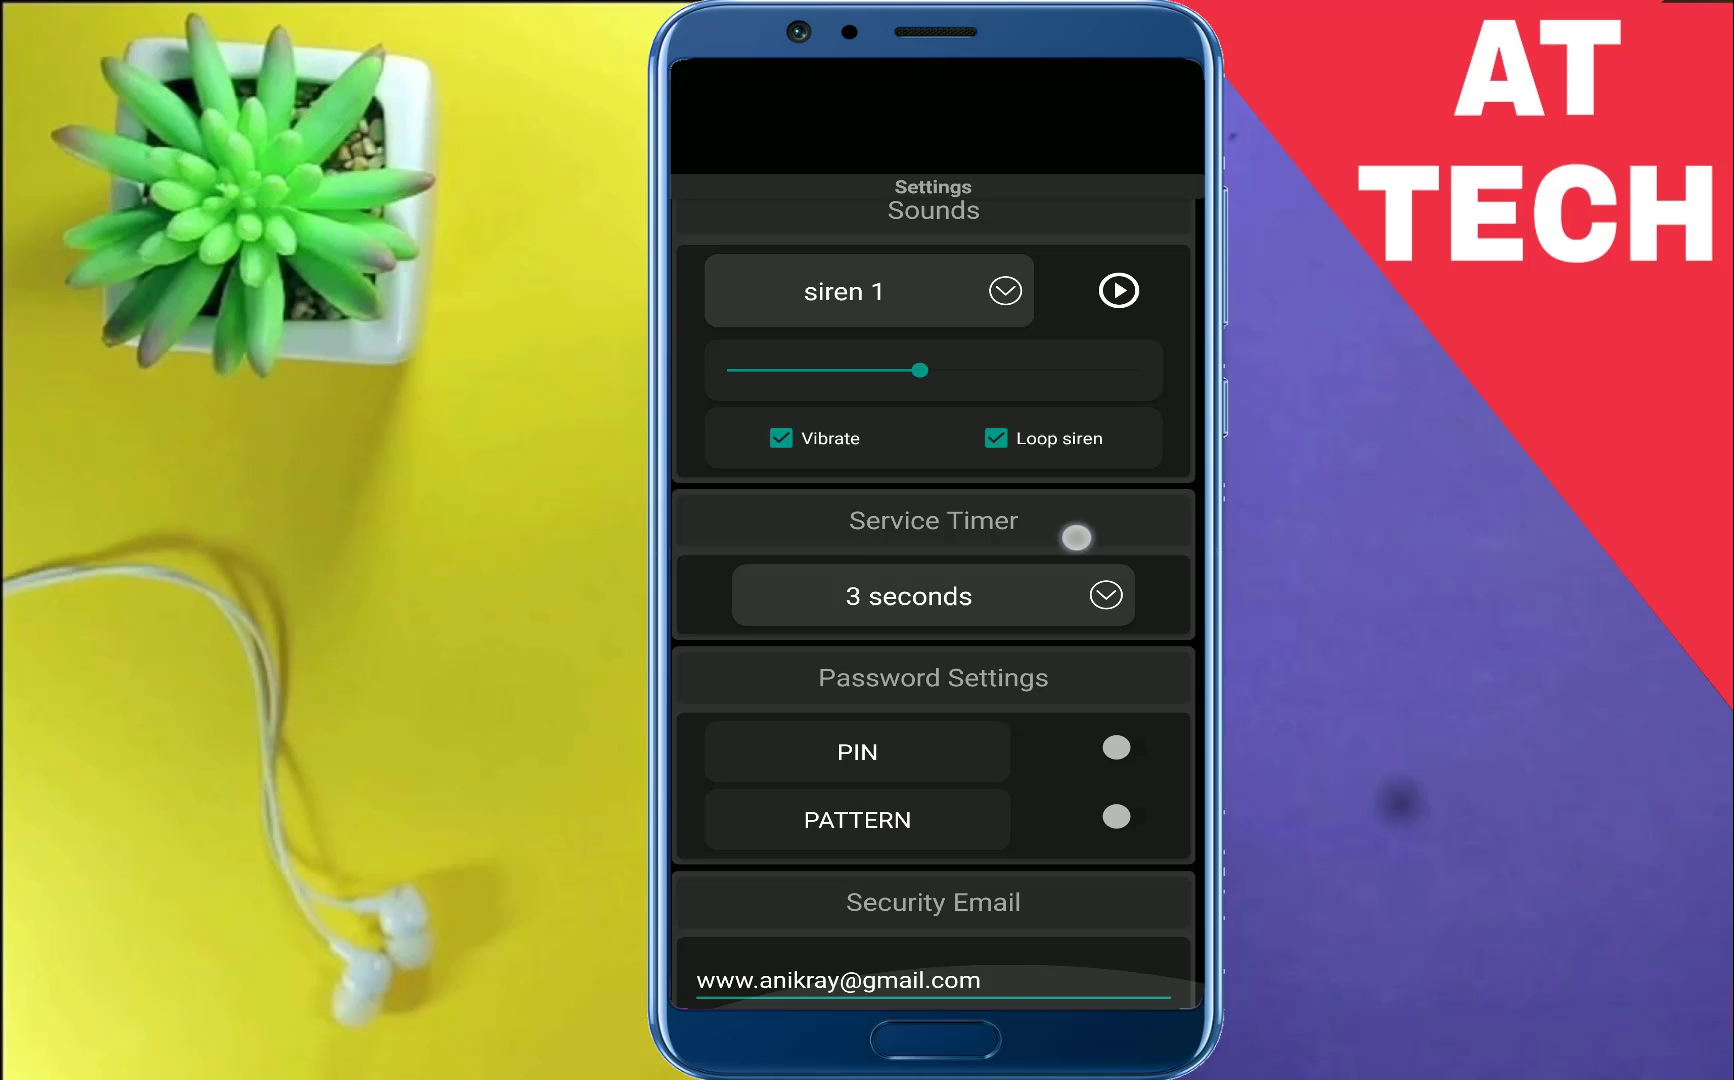 AT
TECH
Settings
Sounds
siren 1
Vibrate
Loop siren
Service Timer
3 seconds
Password Settings
PIN
PATTERN
Security Email
www.anikray@gmail.com